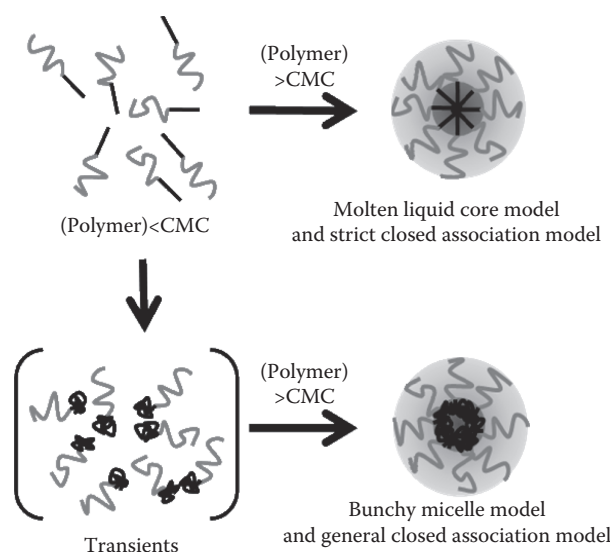 (Polymer)
>CMC
(Polymer)<CMC
Molten liquid core model
and strict closed association model
(Polymer)
>CMC
Transients
Bunchy micelle model
and general closed association model